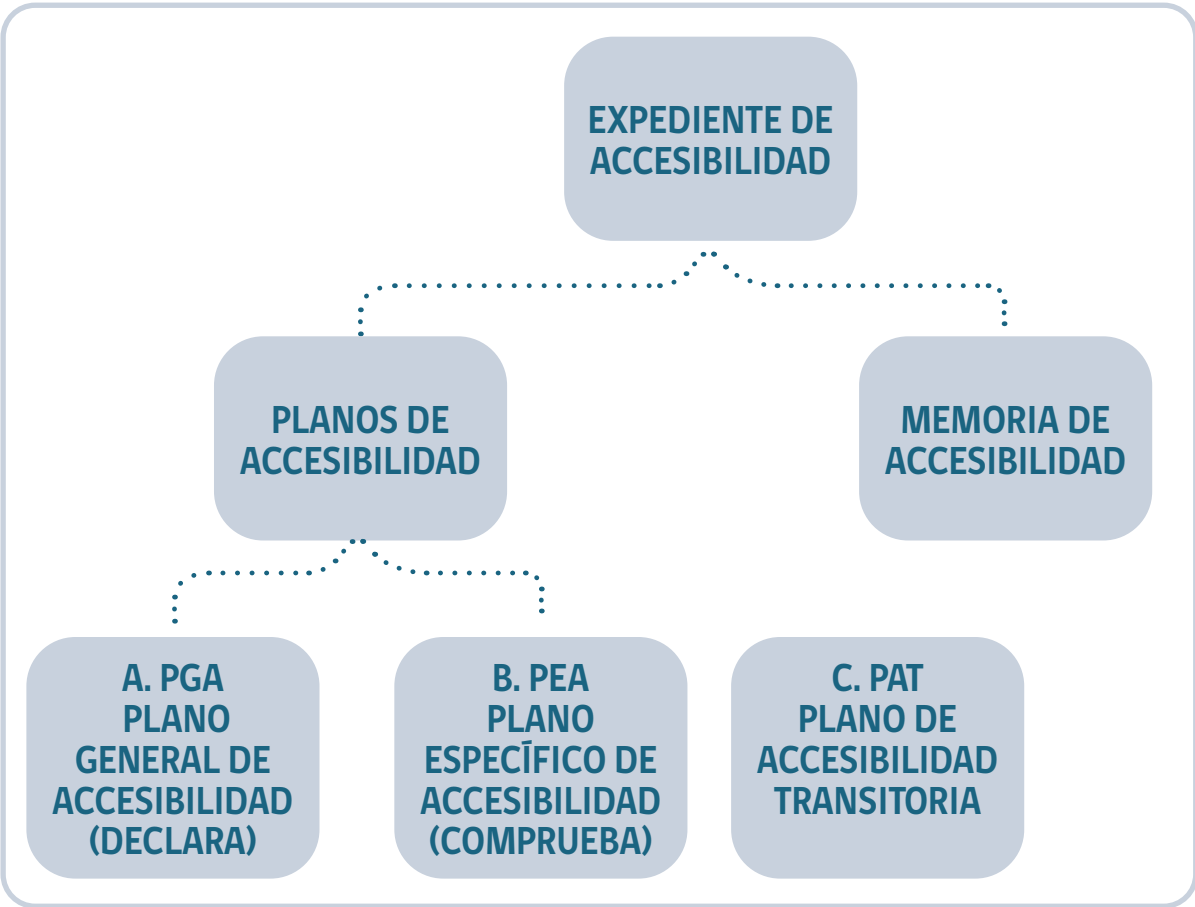 EXPEDIENTE DE
ACCESIBILIDAD
PLANOS DE
ACCESIBILIDAD
MEMORIA DE
ACCESIBILIDAD
A. PGA
PLANO
GENERAL DE
ACCESIBILIDAD
(DECLARA)
B. PEA
PLANO
ESPECÍFICO DE
ACCESIBILIDAD
(COMPRUEBA)
C. PAT
PLANO DE
ACCESIBILIDAD
TRANSITORIA